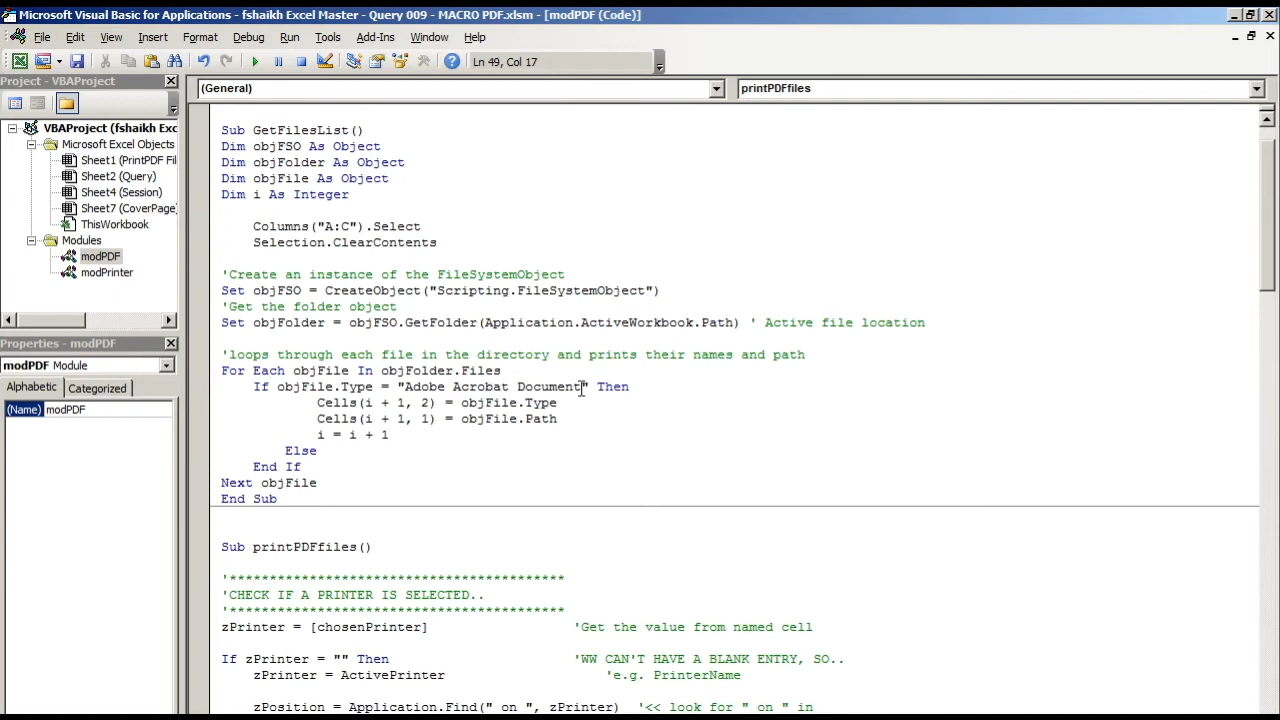 Microsoft Visual Basic for Applications - fshaikh Excel Master - Query 009 - MACRO PDF.xlsm - [modPDF (Code)]
File Edit View Insert Format Debug Run Tools Add-Ins Window Help
Ln 49, Col 17
Project - VBAProject
VBAProject (fshaikh Exc
Microsoft Excel Objects
Sheet1 (PrintPDF Fil
Sheet2 (Query)
Sheet4 (Session)
Sheet7 (CoverPage)
ThisWorkbook
Modules
modPDF
modPrinter
Properties - modPDF
modPDF Module
Alphabetic Categorized
(Name) modPDF
(General) printPDFfiles
Sub GetFilesList()
Dim objFSO As Object
Dim objFolder As Object
Dim objFile As Object
Dim i As Integer
Columns("A:C").Select
Selection.ClearContents
'Create an instance of the FileSystemObject
Set objFSO = CreateObject("Scripting.FileSystemObject")
'Get the folder object
Set objFolder = objFSO.GetFolder(Application.ActiveWorkbook.Path) ' Active file location
'loops through each file in the directory and prints their names and path
For Each objFile In objFolder.Files
If objFile.Type = "Adobe Acrobat Document" Then
Cells(i + 1, 2) = objFile.Type
Cells(i + 1, 1) = objFile.Path
i = i + 1
Else
End If
Next objFile
End Sub
Sub printPDFfiles()
'******************************************
'CHECK IF A PRINTER IS SELECTED..
'******************************************
zPrinter = [chosenPrinter] 'Get the value from named cell
If zPrinter = "" Then 'WW CAN'T HAVE A BLANK ENTRY, SO..
zPrinter = ActivePrinter 'e.g. PrinterName
zPosition = Application.Find(" on ", zPrinter) '<< look for " on " in